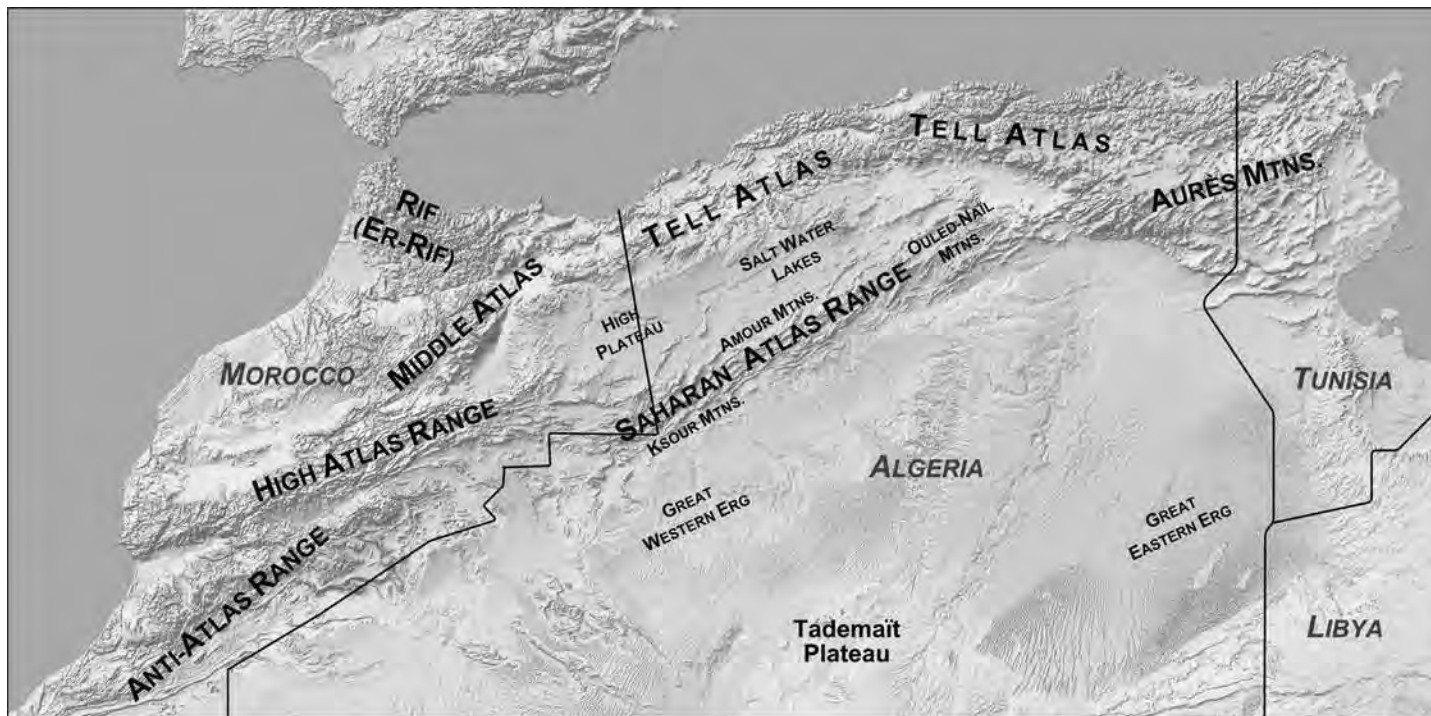 TELL ATLAS
TELL ATLAS
AURÈS MTNS.
RIF
(ER-RIF)
MIDDLE ATLAS
SALT WATER
LAKES
OULED-NAÏL
MTNS.
HIGH
PLATEAU
AMOUR MTNS.
SAHARAN ATLAS RANGE
KSOUR MTNS.
MOROCCO
HIGH ATLAS RANGE
ANTI-ATLAS RANGE
TUNISIA
ALGERIA
GREAT
WESTERN ERG
GREAT
EASTERN ERG
Tademaït
Plateau
LIBYA